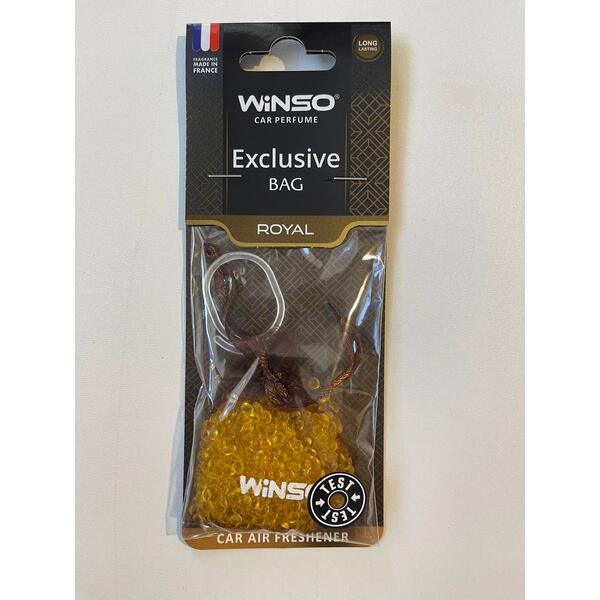 FRAGRANCE
MADE IN
FRANCE
LONG
LASTING
WiNSO®
CAR PERFUME
Exclusive
BAG
ROYAL
WiNSO
TEST
TEST
CAR AIR FRESHENER